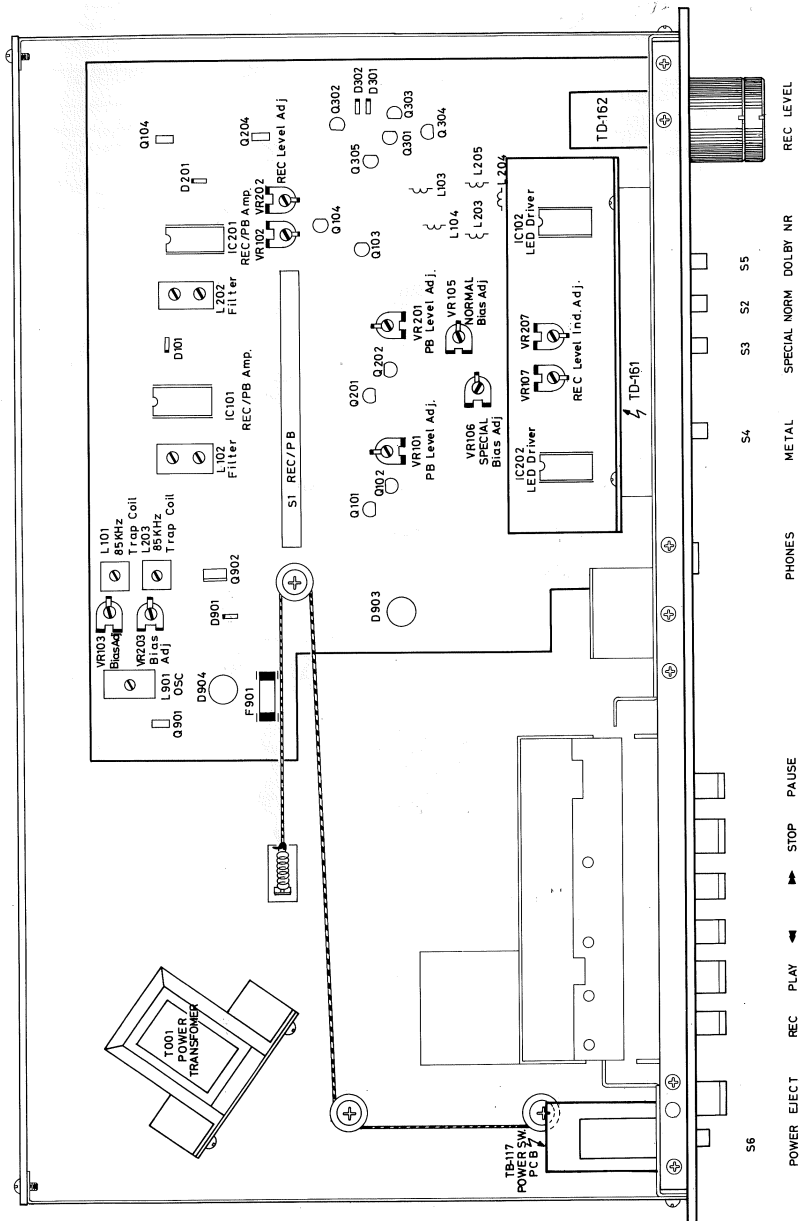 Q104
D201
Q204
REC Level Adj
VR202
VR102
IC201
REC/PB Amp.
L202
Filter
D101
IC101
REC/PB Amp.
L102
Filter
L101
85KHz
Trap Coil
L203
85KHz
Trap Coil
VR103
BiasAdj
VR203
Bias
Adj
Q902
D901
L901
OSC
D904
F901
Q901
D903
S1 REC/PB
Q302
D302
D301
Q303
Q301
Q304
Q305
Q104
Q103
L103
L104
L205
L203
L204
VR201
PB Level Adj.
VR105
NORMAL
Bias Adj
Q202
Q201
VR101
PB Level Adj.
VR106
SPECIAL
Bias Adj
Q102
Q101
TD-162
IC102
LED Driver
VR207
VR107
REC Level Ind.Adj.
IC202
LED Driver
TD-161
T001
POWER
TRANSFOMER
TB-117
POWER SW.
PCB
S5
S2
S3
S4
S6
REC LEVEL
DOLBY NR
NORM
SPECIAL
METAL
PHONES
PAUSE
STOP
▶▶
◀◀
PLAY
REC
EJECT
POWER